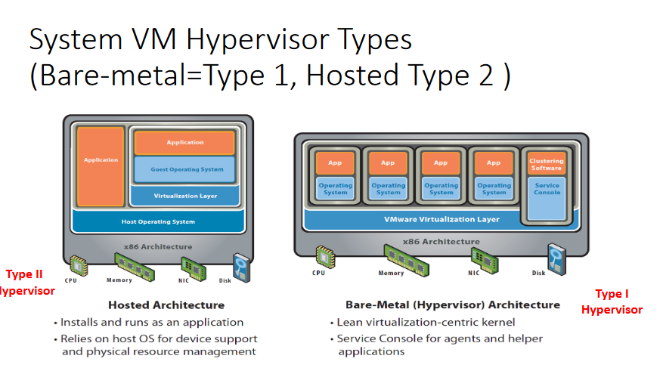 System VM Hypervisor Types
(Bare-metal=Type 1, Hosted Type 2 )
Application
Application
Guest Operating System
Virtualization Layer
Host Operating System
x86 Architecture
CPU
Memory
NIC
Disk
Type II
Hypervisor
Hosted Architecture
• Installs and runs as an application
• Relies on host OS for device support
and physical resource management
App
App
App
App
Clustering
Software
Operating
System
Operating
System
Operating
System
Operating
System
Service
Console
VMware Virtualization Layer
x86 Architecture
CPU
Memory
NIC
Disk
Type I
Hypervisor
Bare-Metal (Hypervisor) Architecture
• Lean virtualization-centric kernel
• Service Console for agents and helper
applications